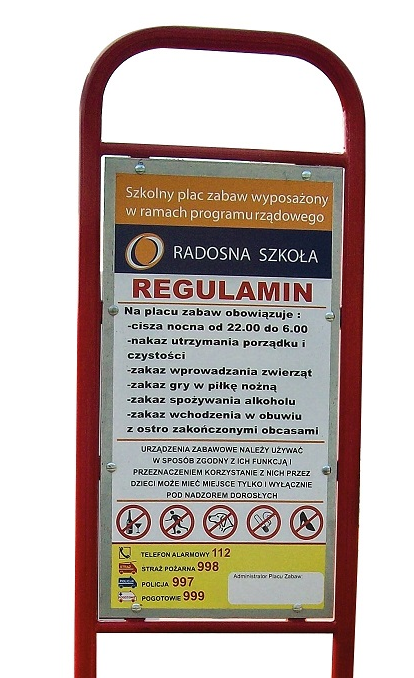 Szkolny plac zabaw wyposażony
w ramach programu rządowego
RADOSNA SZKOŁA
REGULAMIN
Na placu zabaw obowiązuje :
-cisza nocna od 22.00 do 6.00
-nakaz utrzymania porządku i
czystości
-zakaz wprowadzania zwierząt
-zakaz gry w piłkę nożną
-zakaz spożywania alkoholu
-zakaz wchodzenia w obuwiu
z ostro zakończonymi obcasami
URZĄDZENIA ZABAWOWE NALEŻY UŻYWAĆ
W SPOSÓB ZGODNY Z ICH FUNKCJĄ I
PRZEZNACZENIEM KORZYSTANIE Z NICH PRZEZ
DZIECI MOŻE MIEĆ MIEJSCE TYLKO I WYŁĄCZNIE
POD NADZOREM DOROSŁYCH
TELEFON ALARMOWY 112
STRAŻ POŻARNA 998
POLICJA 997
POGOTOWIE 999
Administrator Placu Zabaw